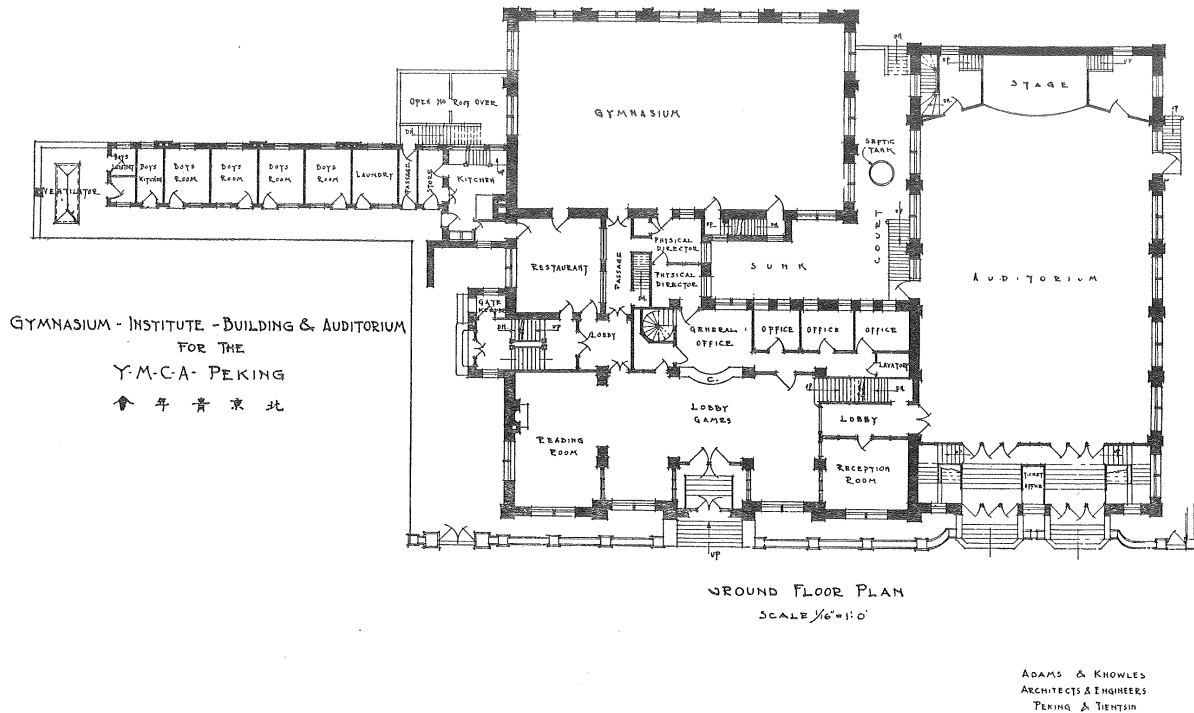 STAGE
GYMNASIUM
OPEN NO ROOF OVER
SEPTIC
TANK
BOYS
BOYS
KITCHEN
BOYS
ROOM
BOYS
ROOM
BOYS
ROOM
BOYS
ROOM
LAUNDRY
PASSAGE
STORE
KITCHEN
VENTILATOR
COURT
PHYSICAL
DIRECTOR
PHYSICAL
DIRECTOR
PASSAGE
RESTAURANT
SUNK
AUDITORIUM
GATE
KEEPER
LOBBY
GENERAL
OFFICE
OFFICE
OFFICE
OFFICE
LAVATORY
C.
LOBBY
GAMES
LOBBY
READING
ROOM
RECEPTION
ROOM
TICKET
OFFICE
UP
DN
GYMNASIUM - INSTITUTE - BUILDING & AUDITORIUM
FOR THE
Y·M·C·A· PEKING
會 年 青 京 北
GROUND FLOOR PLAN
SCALE 1/16"=1'·0"
ADAMS & KNOWLES
ARCHITECTS & ENGINEERS
PEKING & TIENTSIN